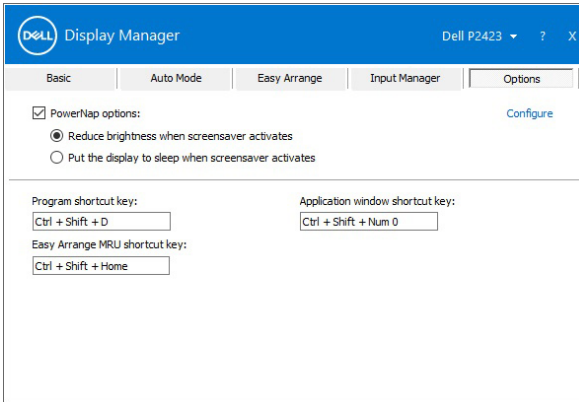 DELL Display Manager Dell P2423 ? X
Basic Auto Mode Easy Arrange Input Manager Options
PowerNap options: Configure
Reduce brightness when screensaver activates
Put the display to sleep when screensaver activates
Program shortcut key: Application window shortcut key:
Ctrl + Shift + D Ctrl + Shift + Num 0
Easy Arrange MRU shortcut key:
Ctrl + Shift + Home